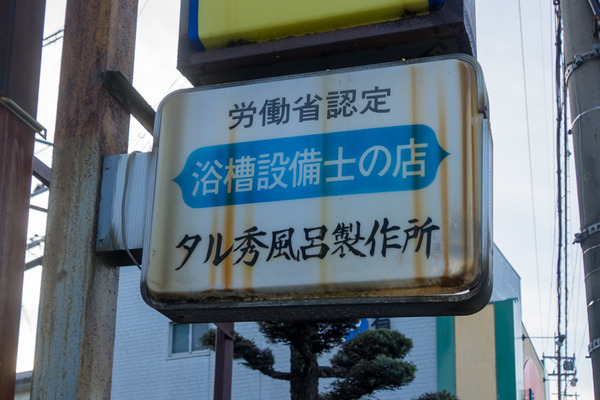 労働省認定
浴槽設備士の店
タル秀風呂製作所